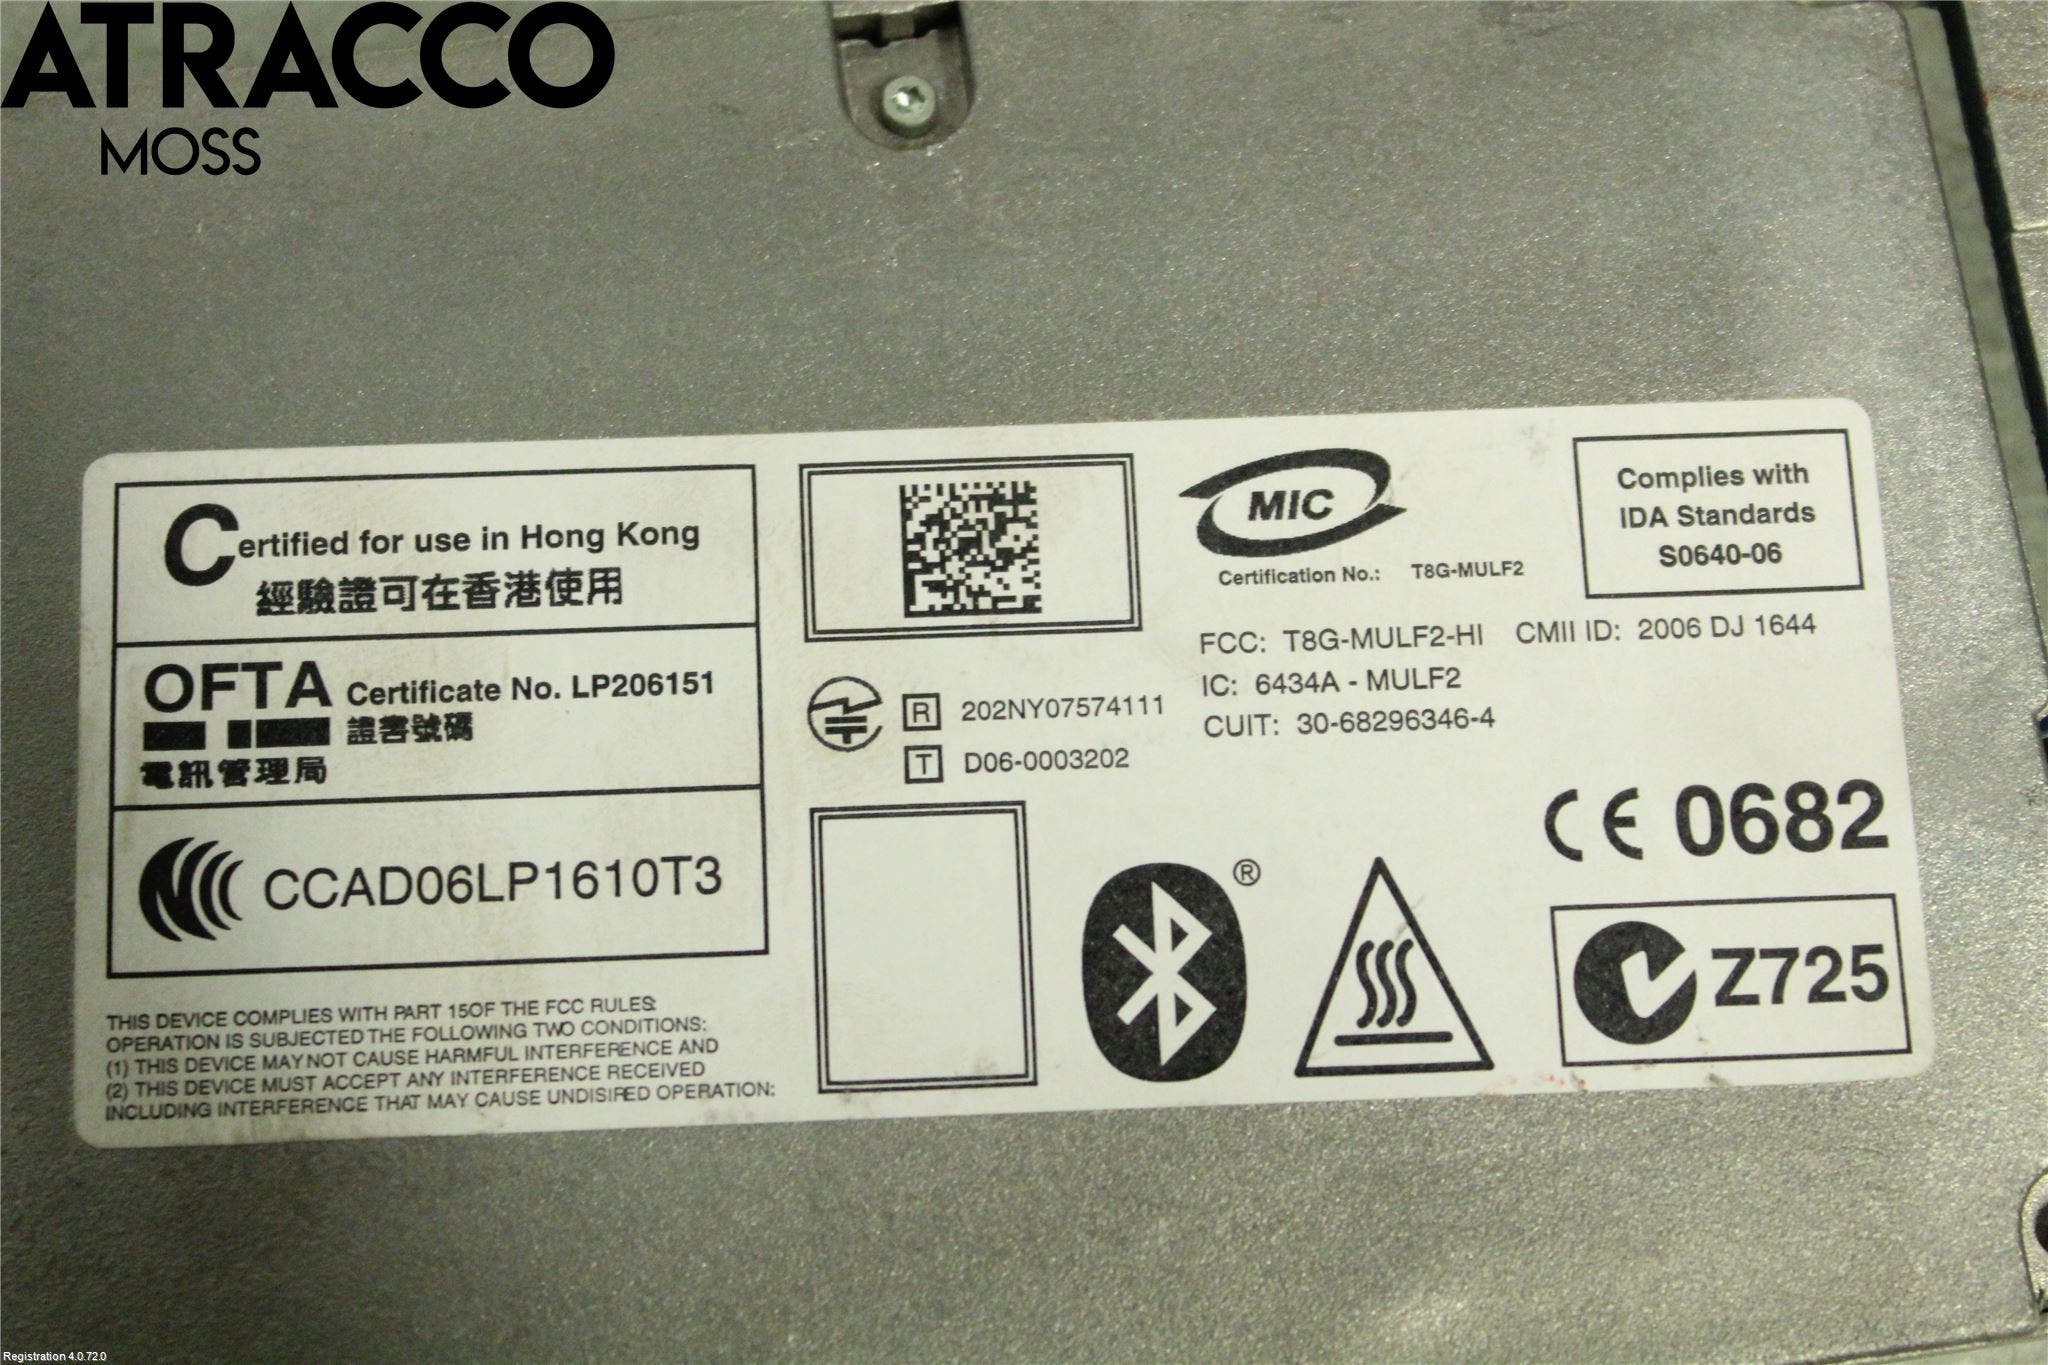 ATRACCO
MOSS
Certified for use in Hong Kong
經驗證可在香港使用
OFTA Certificate No. LP206151
證書號碼
電訊管理局
CCAD06LP1610T3
THIS DEVICE COMPLIES WITH PART 15OF THE FCC RULES:
OPERATION IS SUBJECTED THE FOLLOWING TWO CONDITIONS:
(1) THIS DEVICE MAY NOT CAUSE HARMFUL INTERFERENCE AND
(2) THIS DEVICE MUST ACCEPT ANY INTERFERENCE RECEIVED
INCLUDING INTERFERENCE THAT MAY CAUSE UNDISIRED OPERATION:
R 202NY07574111
T D06-0003202
MIC
Certification No.: T8G-MULF2
Complies with
IDA Standards
S0640-06
FCC: T8G-MULF2-HI CMII ID: 2006 DJ 1644
IC: 6434A - MULF2
CUIT: 30-68296346-4
®
CE 0682
Z725
Registration 4.0.72.0